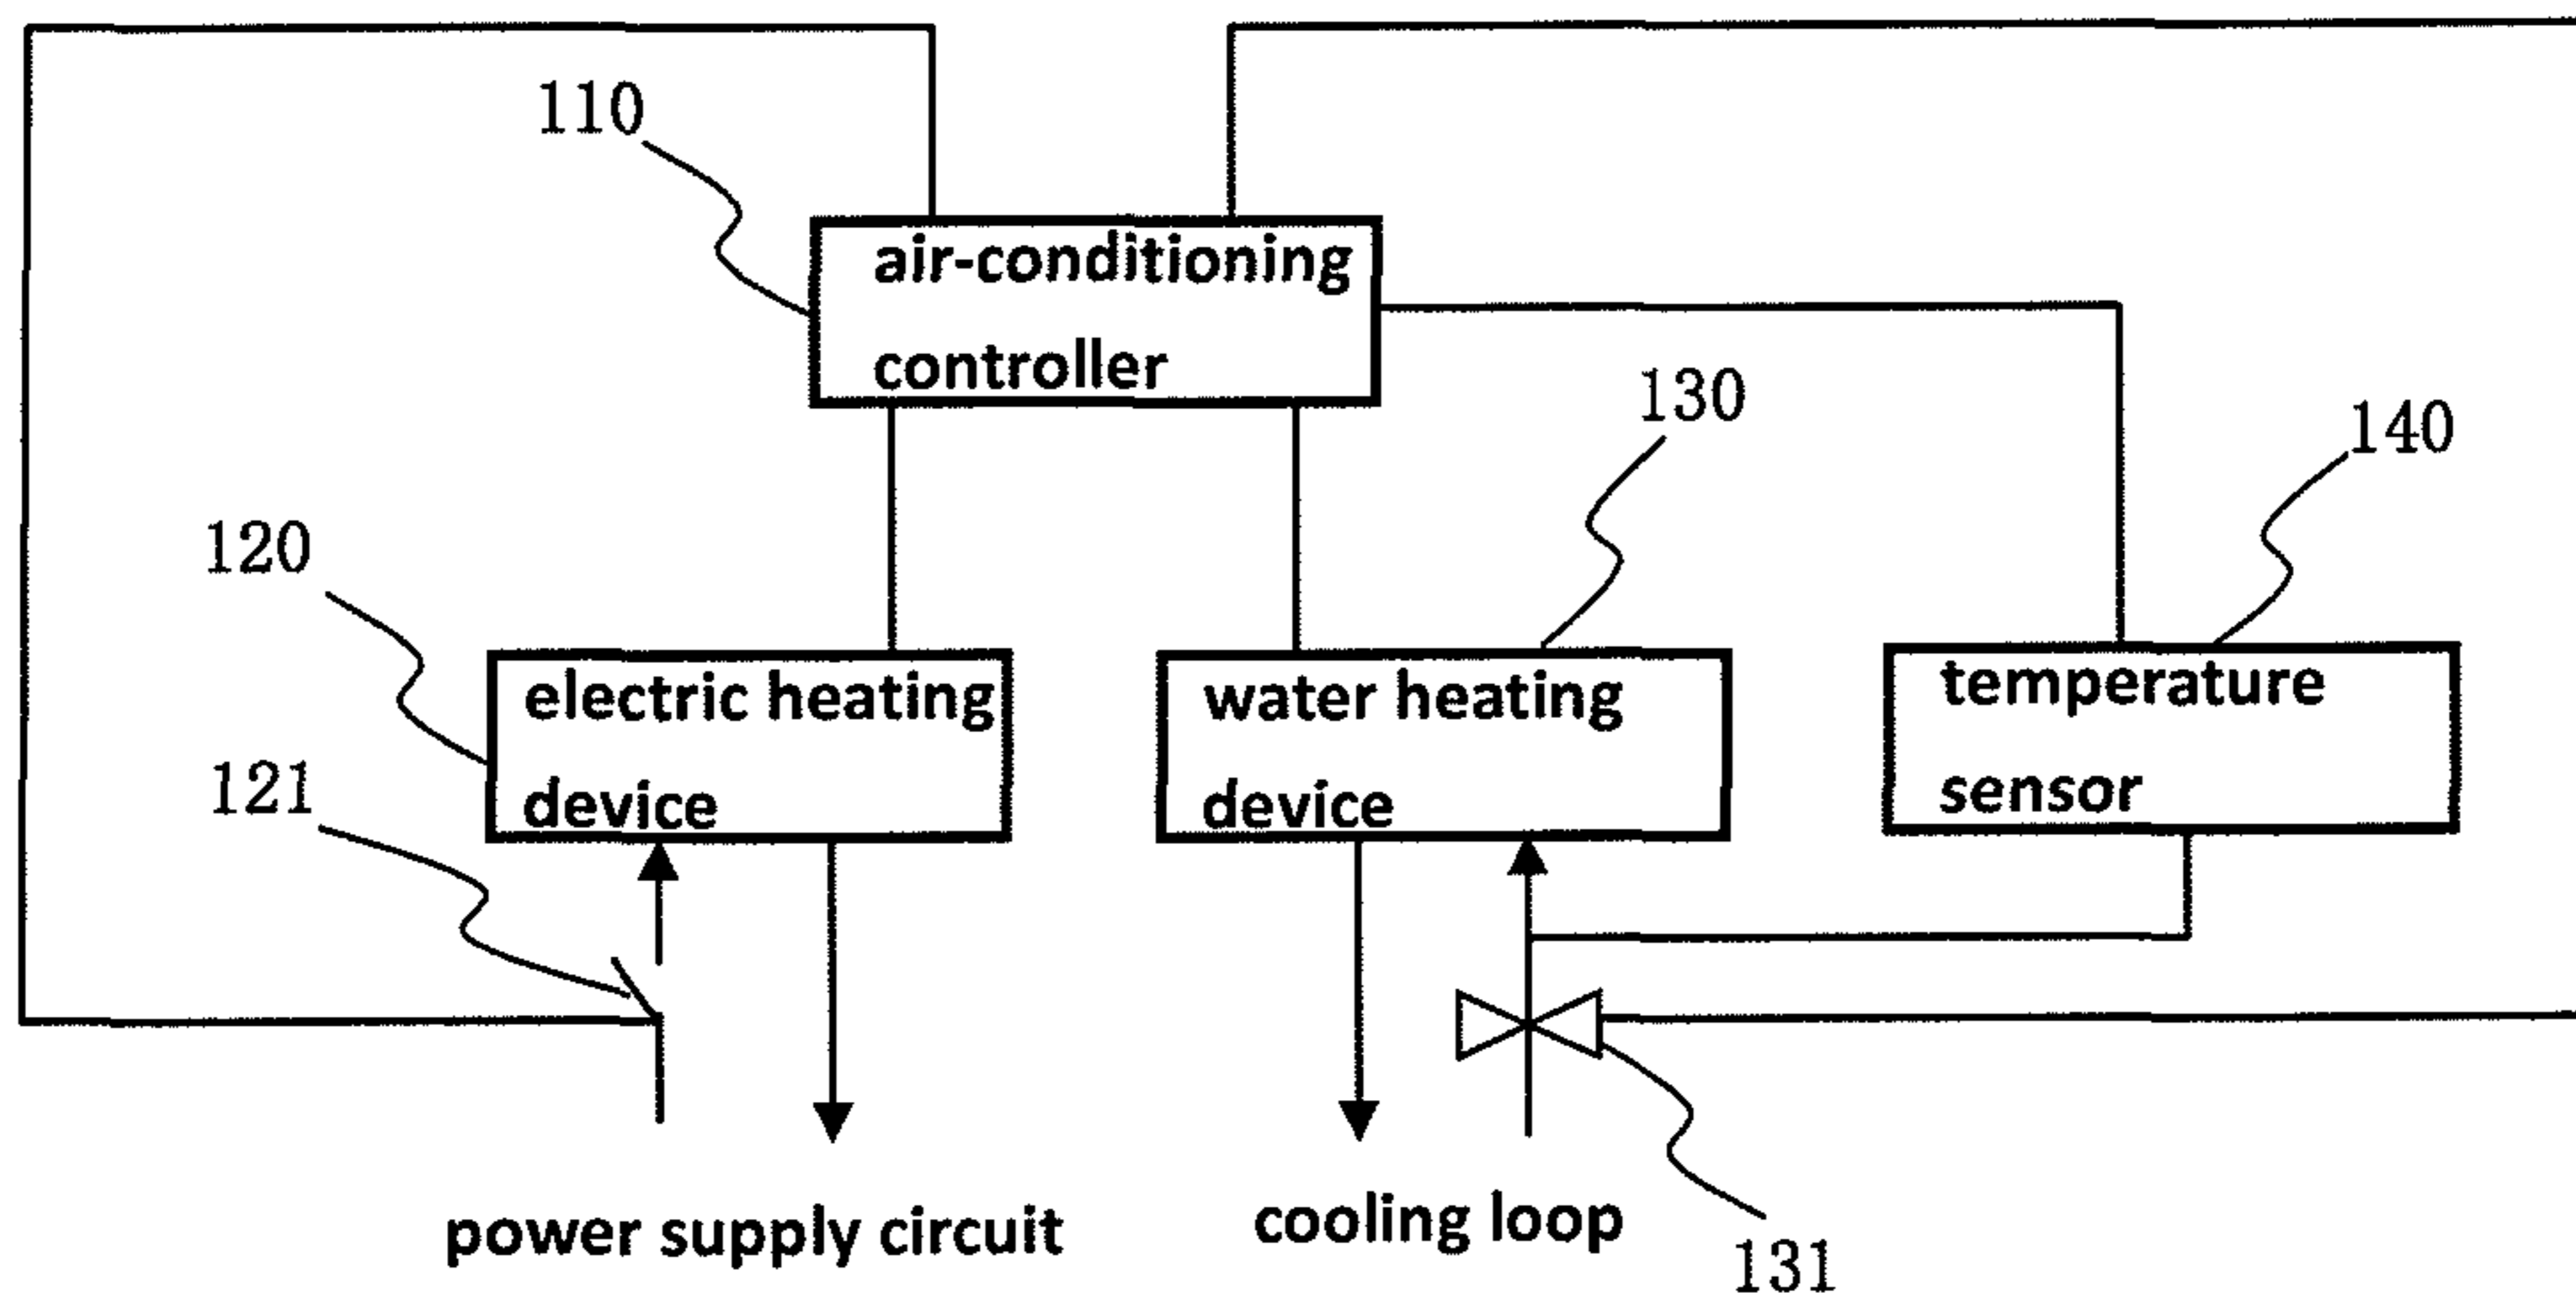 110
air-conditioning
controller
130
140
120
electric heating
device
water heating
device
temperature
sensor
121
power supply circuit
cooling loop
131